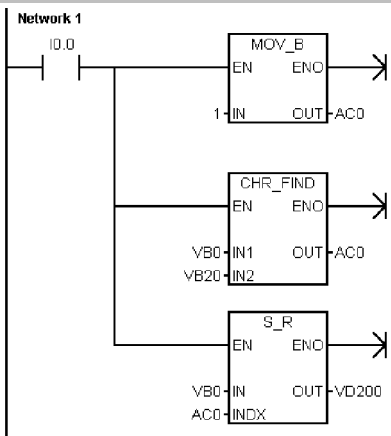 Network 1
I0.0
MOV_B
EN ENO
1 IN OUT AC0
CHR_FIND
EN ENO
VB0 IN1 OUT AC0
VB20 IN2
S_R
EN ENO
VB0 IN OUT VD200
AC0 INDX